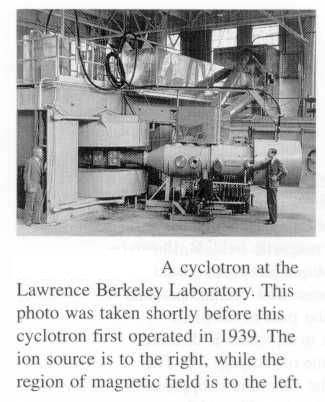 A cyclotron at the
Lawrence Berkeley Laboratory. This
photo was taken shortly before this
cyclotron first operated in 1939. The
ion source is to the right, while the
region of magnetic field is to the left.